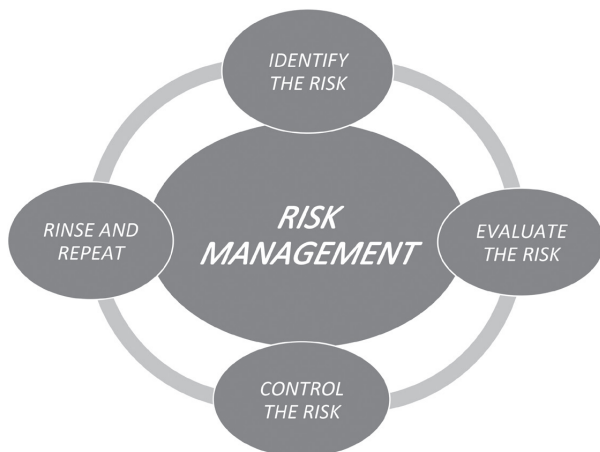 IDENTIFY
THE RISK
RISK
MANAGEMENT
EVALUATE
THE RISK
CONTROL
THE RISK
RINSE AND
REPEAT